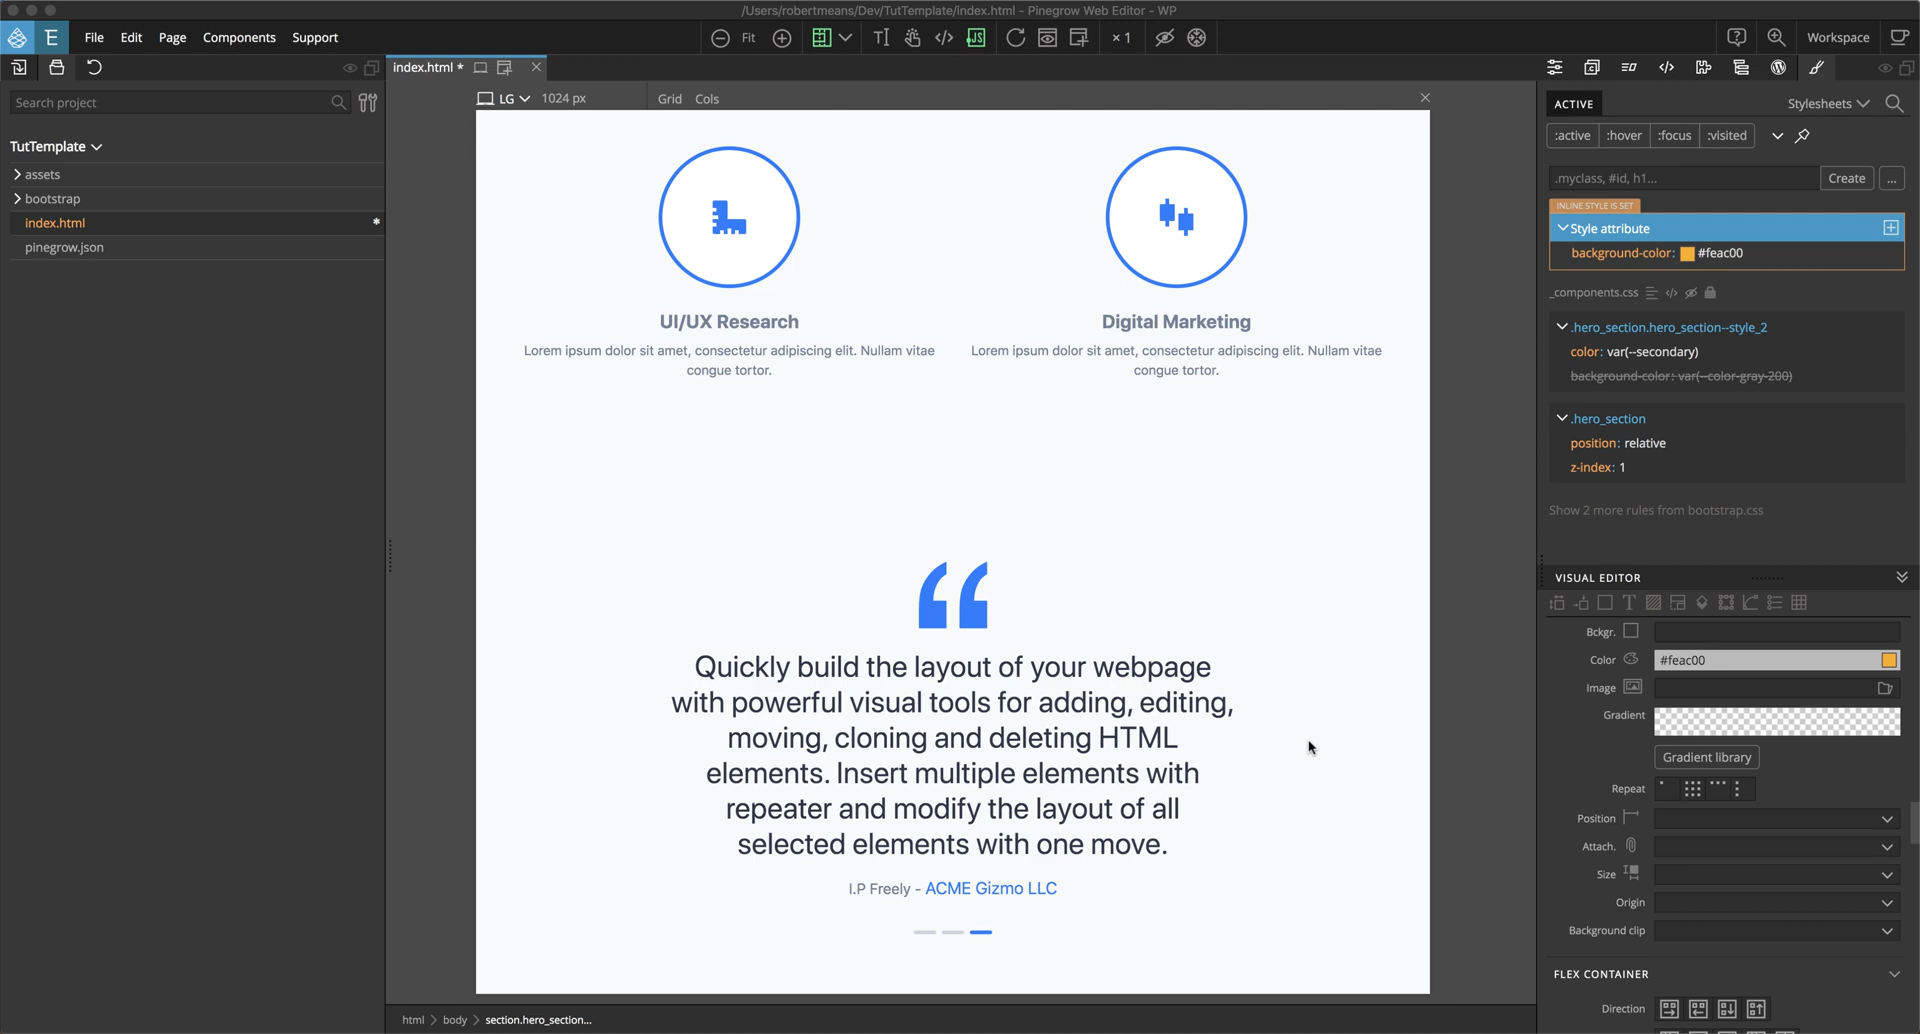 /Users/robertmeans/Dev/TutTemplate/index.html - Pinegrow Web Editor - WP
E File Edit Page Components Support
Fit
JS
× 1
Workspace
index.html *
Search project
TutTemplate
assets
bootstrap
index.html *
pinegrow.json
LG 1024 px Grid Cols
UI/UX Research
Lorem ipsum dolor sit amet, consectetur adipiscing elit. Nullam vitae
congue tortor.
Digital Marketing
Lorem ipsum dolor sit amet, consectetur adipiscing elit. Nullam vitae
congue tortor.
“
Quickly build the layout of your webpage
with powerful visual tools for adding, editing,
moving, cloning and deleting HTML
elements. Insert multiple elements with
repeater and modify the layout of all
selected elements with one move.
I.P Freely - ACME Gizmo LLC
html > body > section.hero_section...
ACTIVE Stylesheets
:active :hover :focus :visited
.myclass, #id, h1... Create ...
INLINE STYLE IS SET
Style attribute
background-color: #feac00
_components.css
.hero_section.hero_section--style_2
color: var(--secondary)
background-color: var(--color-gray-200)
.hero_section
position: relative
z-index: 1
Show 2 more rules from bootstrap.css
VISUAL EDITOR
Bckgr.
Color #feac00
Image
Gradient
Gradient library
Repeat
Position
Attach.
Size
Origin
Background clip
FLEX CONTAINER
Direction